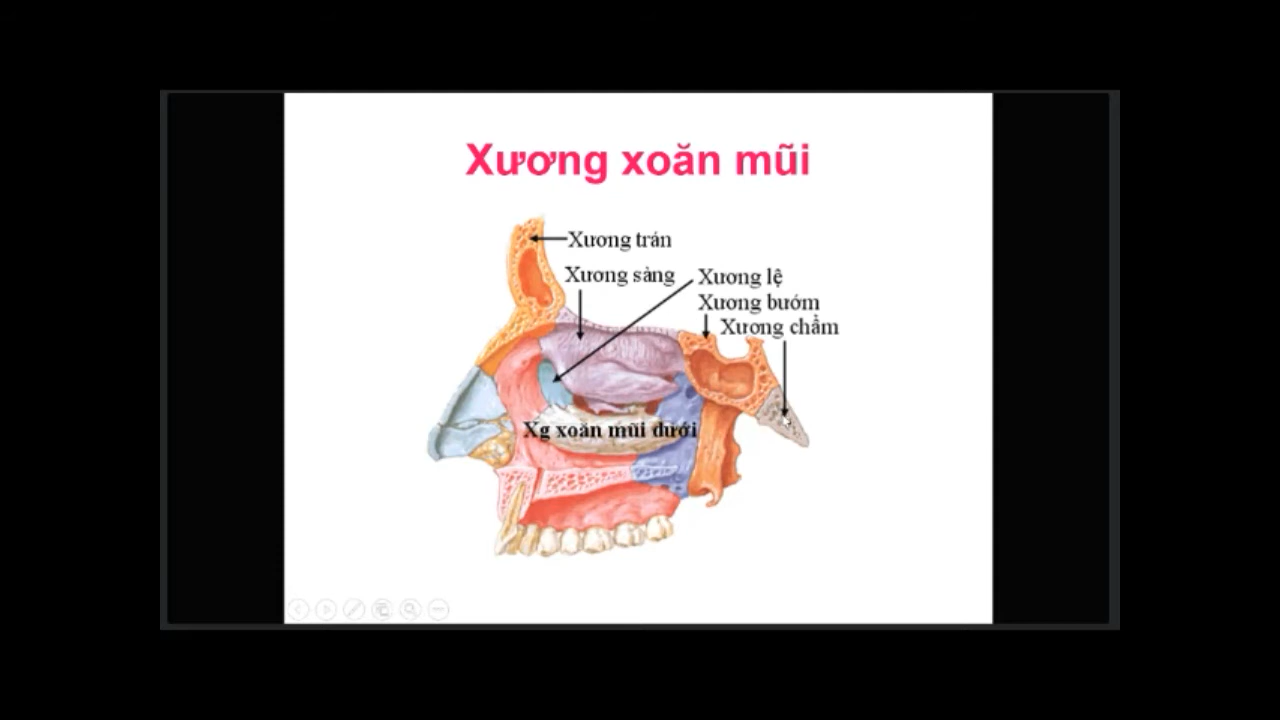 Xương xoăn mũi
Xương trán
Xương sàng
Xương lệ
Xương bướm
Xương chẩm
Xg xoăn mũi dưới